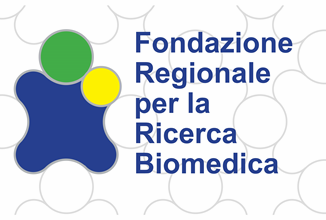 Fondazione
Regionale
per la
Ricerca
Biomedica